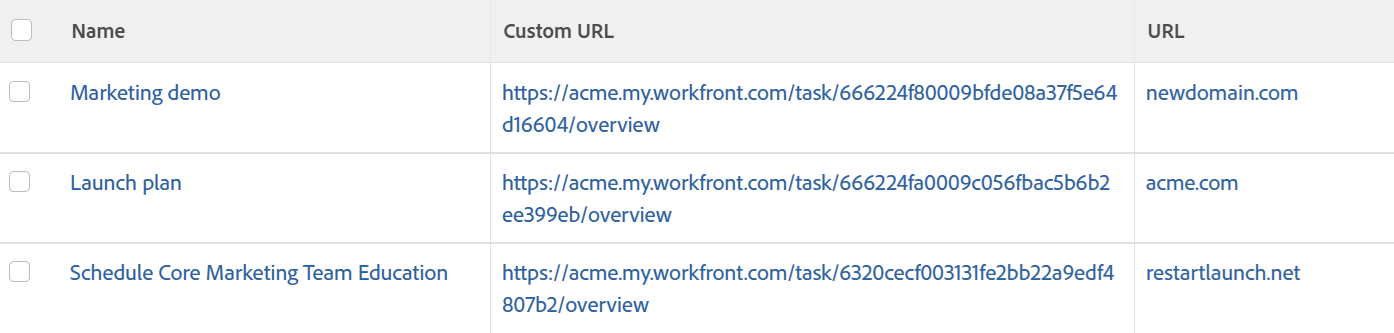 Name Custom URL URL
Marketing demo https://acme.my.workfront.com/task/666224f80009bfde08a37f5e64 newdomain.com
d16604/overview
Launch plan https://acme.my.workfront.com/task/666224fa0009c056fbac5b6b2 acme.com
ee399eb/overview
Schedule Core Marketing Team Education https://acme.my.workfront.com/task/6320cecf003131fe2bb22a9edf4 restartlaunch.net
807b2/overview